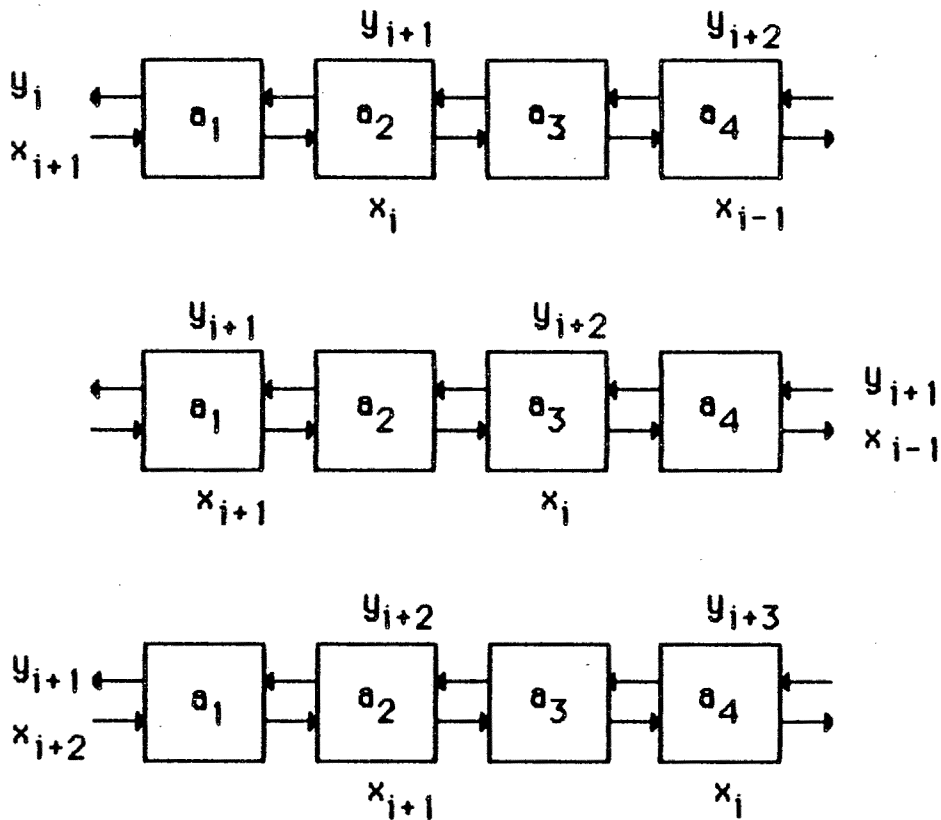 y_{i+1} y_{i+2}
y_i a_1 a_2 a_3 a_4
x_{i+1}
x_i x_{i-1}
y_{i+1} y_{i+2}
a_1 a_2 a_3 a_4 y_{i+1}
x_{i-1}
x_{i+1} x_i
y_{i+2} y_{i+3}
y_{i+1} a_1 a_2 a_3 a_4
x_{i+2}
x_{i+1} x_i